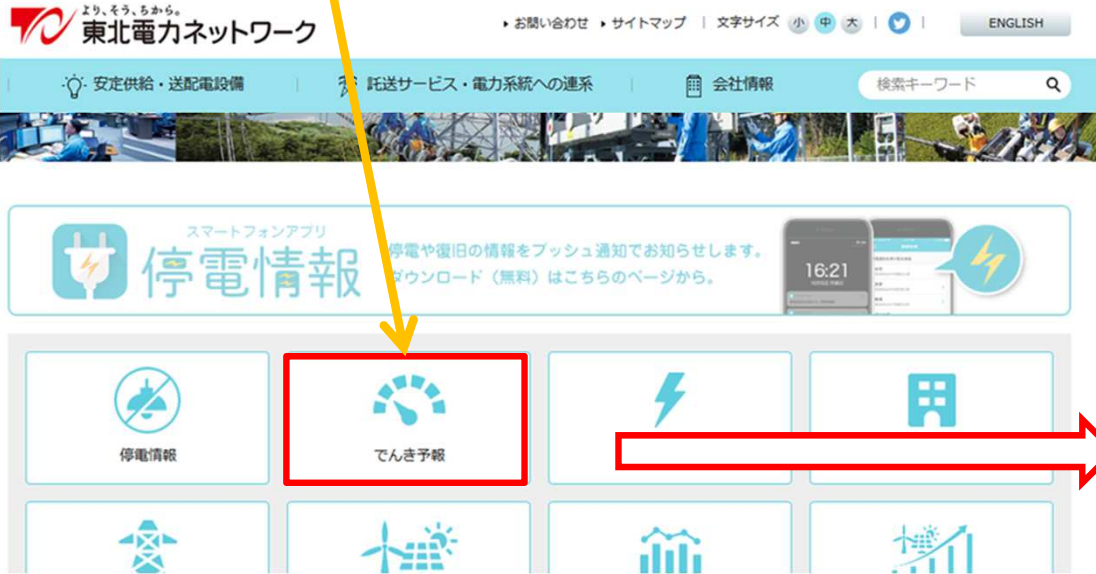 より、そう、ちから。
東北電力ネットワーク
お問い合わせ サイトマップ | 文字サイズ 小 中 大 | | ENGLISH
安定供給・送配電設備 託送サービス・電力系統への連系 会社情報 検索キーワード
スマートフォンアプリ
停電情報
停電や復旧の情報をプッシュ通知でお知らせします。
ダウンロード（無料）はこちらのページから。
16:21
停電情報 でんき予報